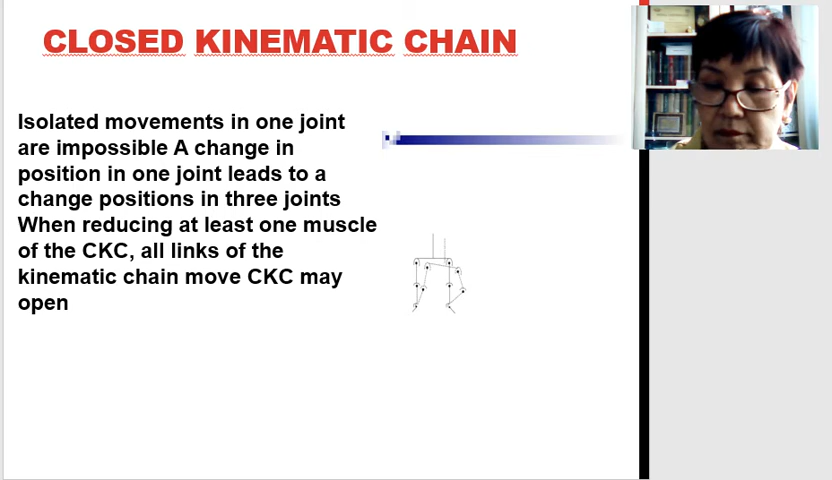 CLOSED KINEMATIC CHAIN
Isolated movements in one joint
are impossible A change in
position in one joint leads to a
change positions in three joints
When reducing at least one muscle
of the CKC, all links of the
kinematic chain move CKC may
open